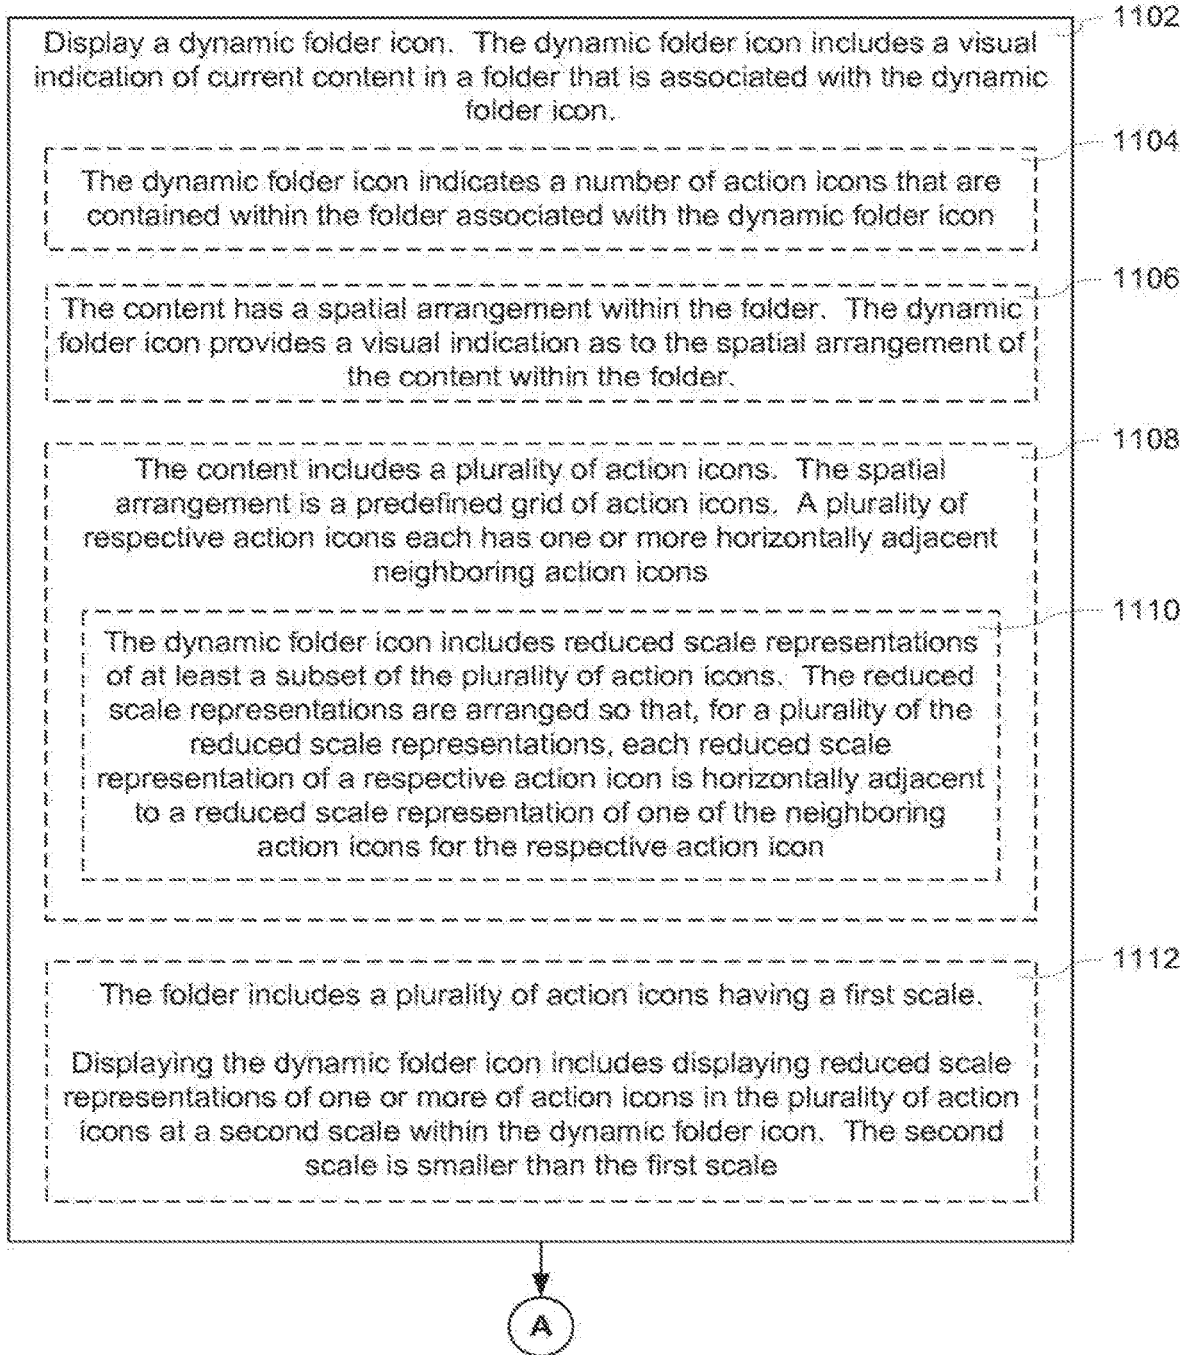 1102
Display a dynamic folder icon. The dynamic folder icon includes a visual
indication of current content in a folder that is associated with the dynamic
folder icon.
1104
The dynamic folder icon indicates a number of action icons that are
contained within the folder associated with the dynamic folder icon
1106
The content has a spatial arrangement within the folder. The dynamic
folder icon provides a visual indication as to the spatial arrangement of
the content within the folder.
1108
The content includes a plurality of action icons. The spatial
arrangement is a predefined grid of action icons. A plurality of
respective action icons each has one or more horizontally adjacent
neighboring action icons
1110
The dynamic folder icon includes reduced scale representations
of at least a subset of the plurality of action icons. The reduced
scale representations are arranged so that, for a plurality of the
reduced scale representations, each reduced scale
representation of a respective action icon is horizontally adjacent
to a reduced scale representation of one of the neighboring
action icons for the respective action icon
1112
The folder includes a plurality of action icons having a first scale.
Displaying the dynamic folder icon includes displaying reduced scale
representations of one or more of action icons in the plurality of action
icons at a second scale within the dynamic folder icon. The second
scale is smaller than the first scale
A